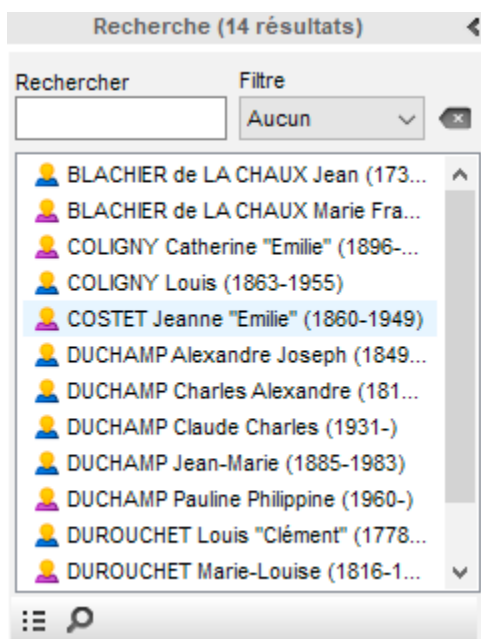 Recherche (14 résultats)
Rechercher
Filtre
Aucun
BLACHIER de LA CHAUX Jean (173...
BLACHIER de LA CHAUX Marie Fra...
COLIGNY Catherine "Emilie" (1896-...
COLIGNY Louis (1863-1955)
COSTET Jeanne "Emilie" (1860-1949)
DUCHAMP Alexandre Joseph (1849...
DUCHAMP Charles Alexandre (181...
DUCHAMP Claude Charles (1931-)
DUCHAMP Jean-Marie (1885-1983)
DUCHAMP Pauline Philippine (1960-)
DUROUCHET Louis "Clément" (1778...
DUROUCHET Marie-Louise (1816-1...